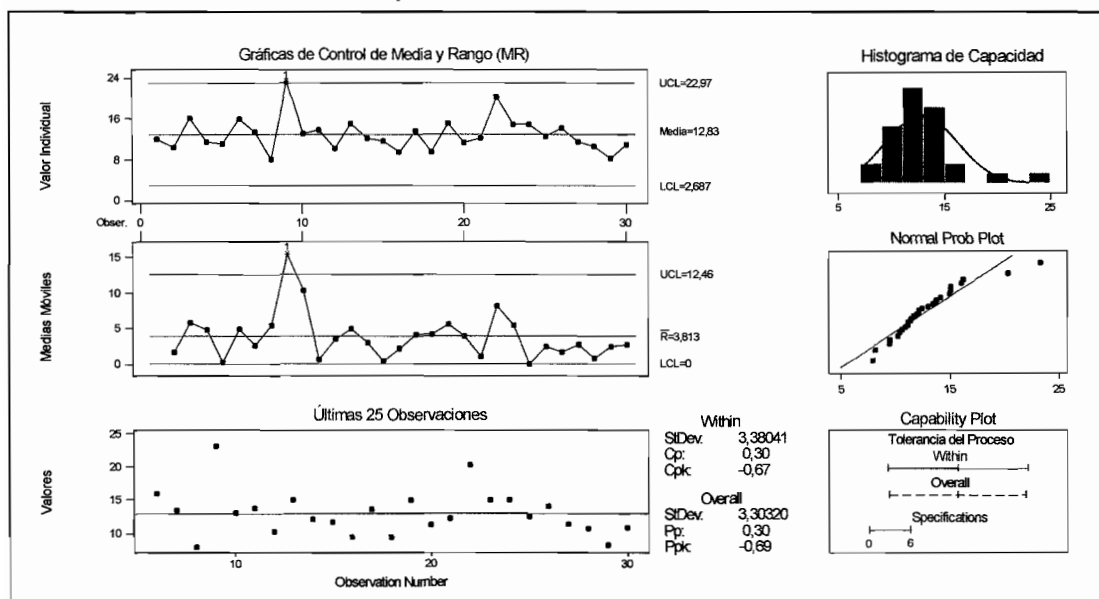 Gráficas de Control de Media y Rango (MR)
Valor Individual
24
16
8
0
1
UCL=22,97
Media=12,83
LCL=2,687
Obser.
0
10
20
30
Medias Móviles
15
10
5
0
1
UCL=12,46
R=3,813
LCL=0
Últimas 25 Observaciones
Valores
25
20
15
10
10
20
30
Observation Number
Within
StDev: 3,38041
Cp: 0,30
Cpk: -0,67
Overall
StDev: 3,30320
Pp: 0,30
Ppk: -0,69
Histograma de Capacidad
5
15
25
Normal Prob Plot
5
15
25
Capability Plot
Tolerancia del Proceso
Within
Overall
Specifications
0
6